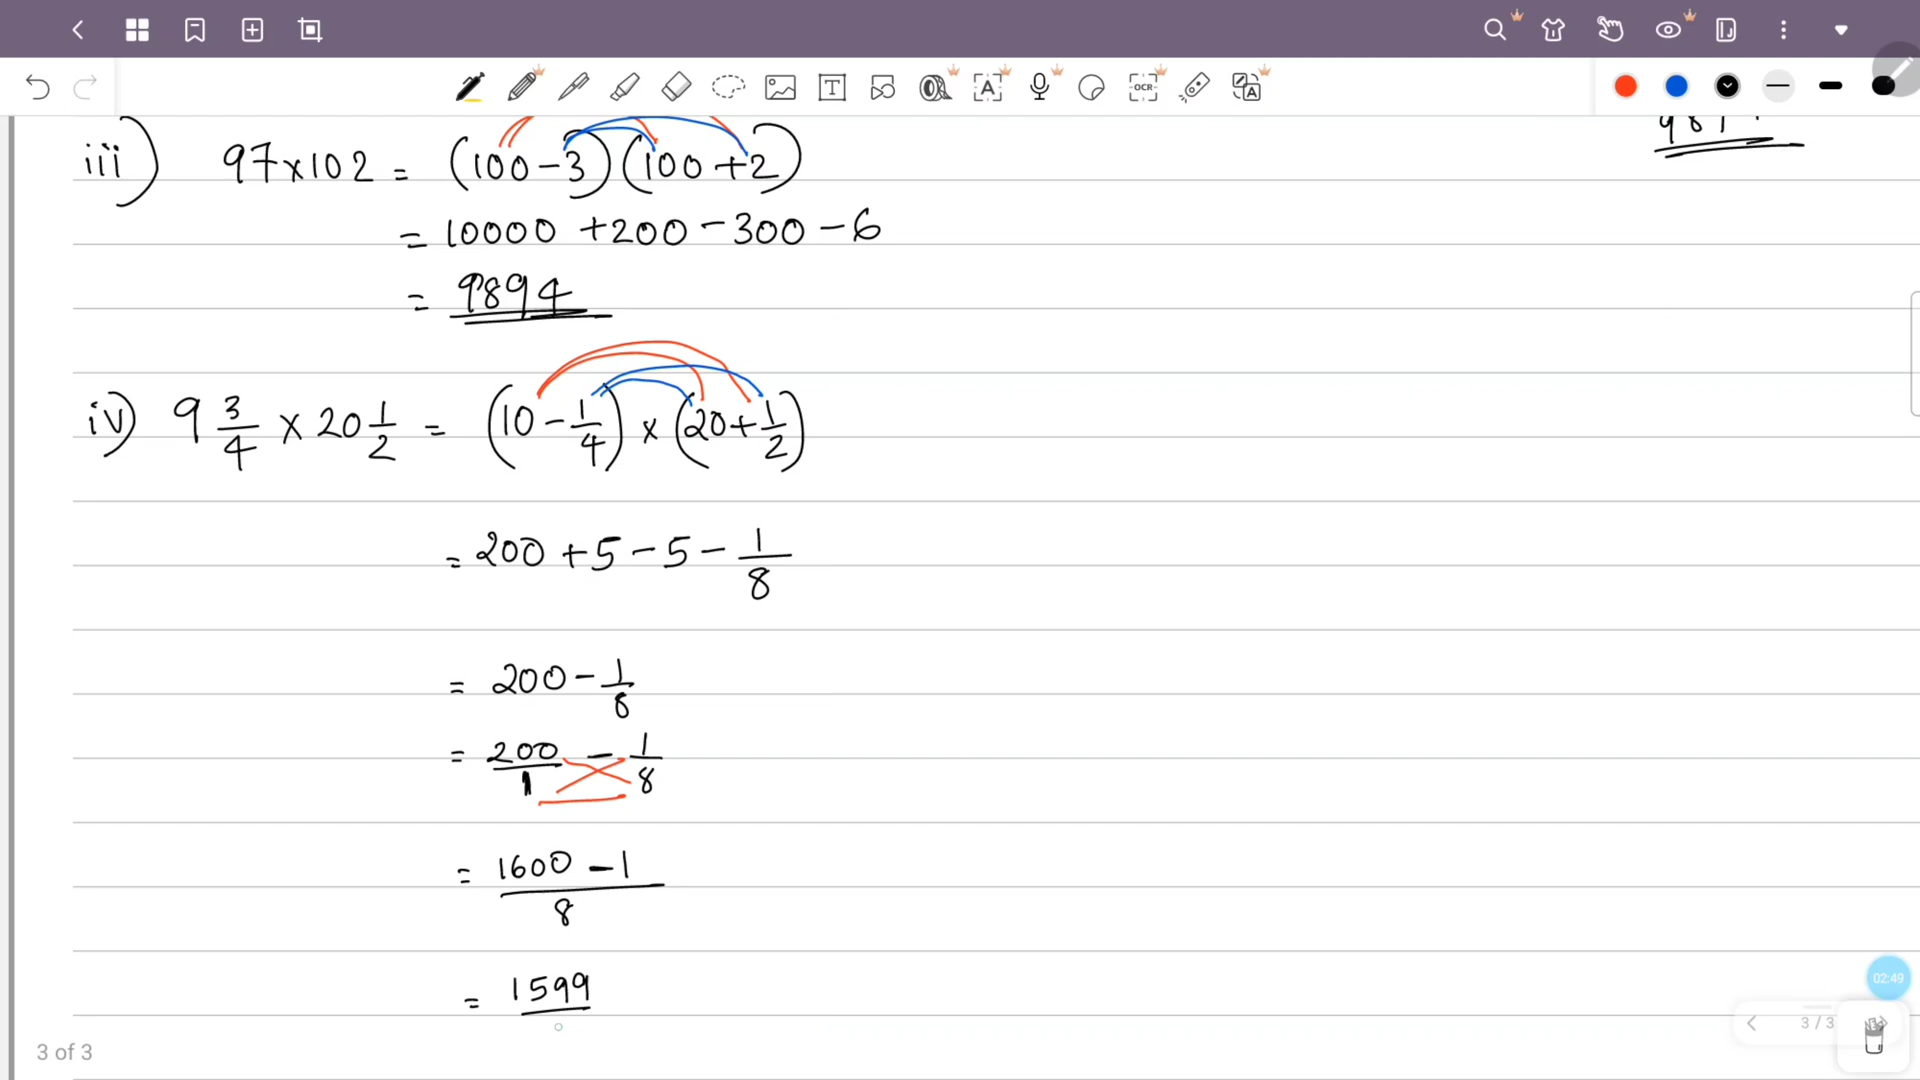 iii) 97×102 = (100-3)(100+2)
= 10000 +200-300-6
= 9894
iv) 9 3/4 × 20 1/2 = (10-1/4) × (20+1/2)
= 200 +5-5-1/8
= 200-1/8
= 200/1 - 1/8
= 1600 -1 / 8
= 1599
02:49
3 / 3
3 of 3